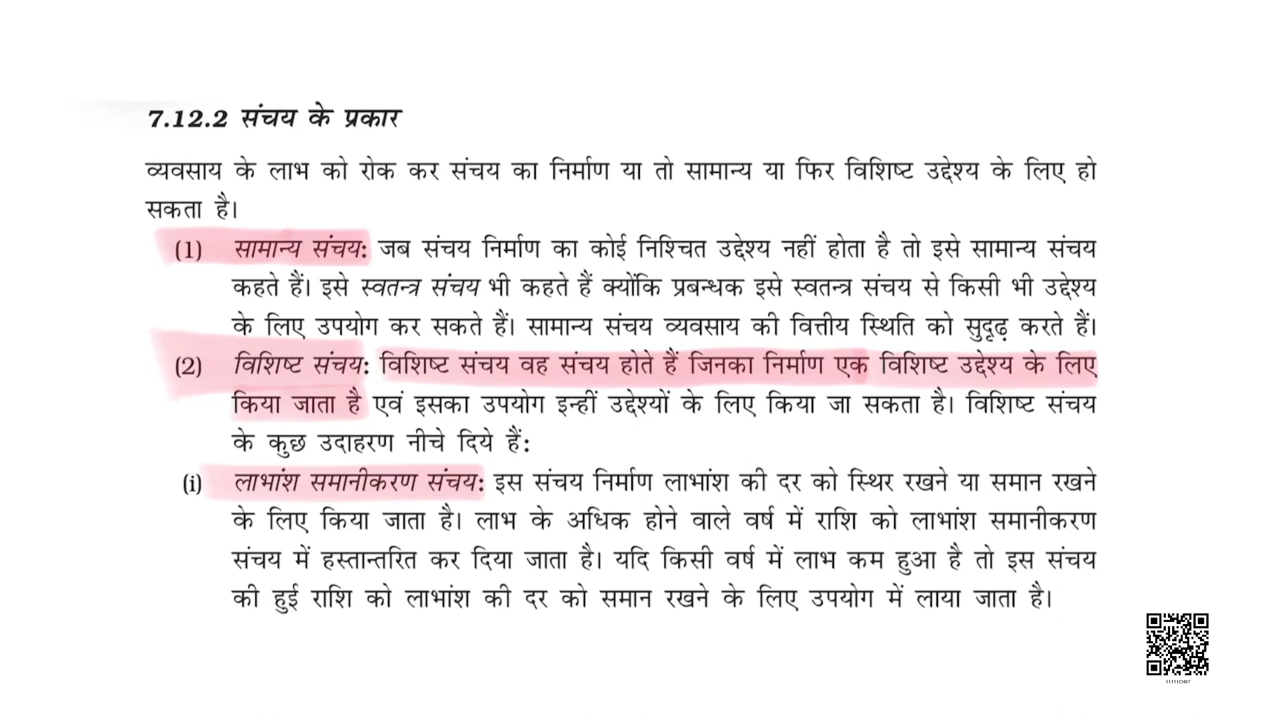 7.12.2 संचय के प्रकार
व्यवसाय के लाभ को रोक कर संचय का निर्माण या तो सामान्य या फिर विशिष्ट उद्देश्य के लिए हो
सकता है।
(1) सामान्य संचय: जब संचय निर्माण का कोई निश्चित उद्देश्य नहीं होता है तो इसे सामान्य संचय
कहते हैं। इसे स्वतन्त्र संचय भी कहते हैं क्योंकि प्रबन्धक इसे स्वतन्त्र संचय से किसी भी उद्देश्य
के लिए उपयोग कर सकते हैं। सामान्य संचय व्यवसाय की वित्तीय स्थिति को सुदृढ़ करते हैं।
(2) विशिष्ट संचय: विशिष्ट संचय वह संचय होते हैं जिनका निर्माण एक विशिष्ट उद्देश्य के लिए
किया जाता है एवं इसका उपयोग इन्हीं उद्देश्यों के लिए किया जा सकता है। विशिष्ट संचय
के कुछ उदाहरण नीचे दिये हैं:
(i) लाभांश समानीकरण संचय: इस संचय निर्माण लाभांश की दर को स्थिर रखने या समान रखने
के लिए किया जाता है। लाभ के अधिक होने वाले वर्ष में राशि को लाभांश समानीकरण
संचय में हस्तान्तरित कर दिया जाता है। यदि किसी वर्ष में लाभ कम हुआ है तो इस संचय
की हुई राशि को लाभांश की दर को समान रखने के लिए उपयोग में लाया जाता है।